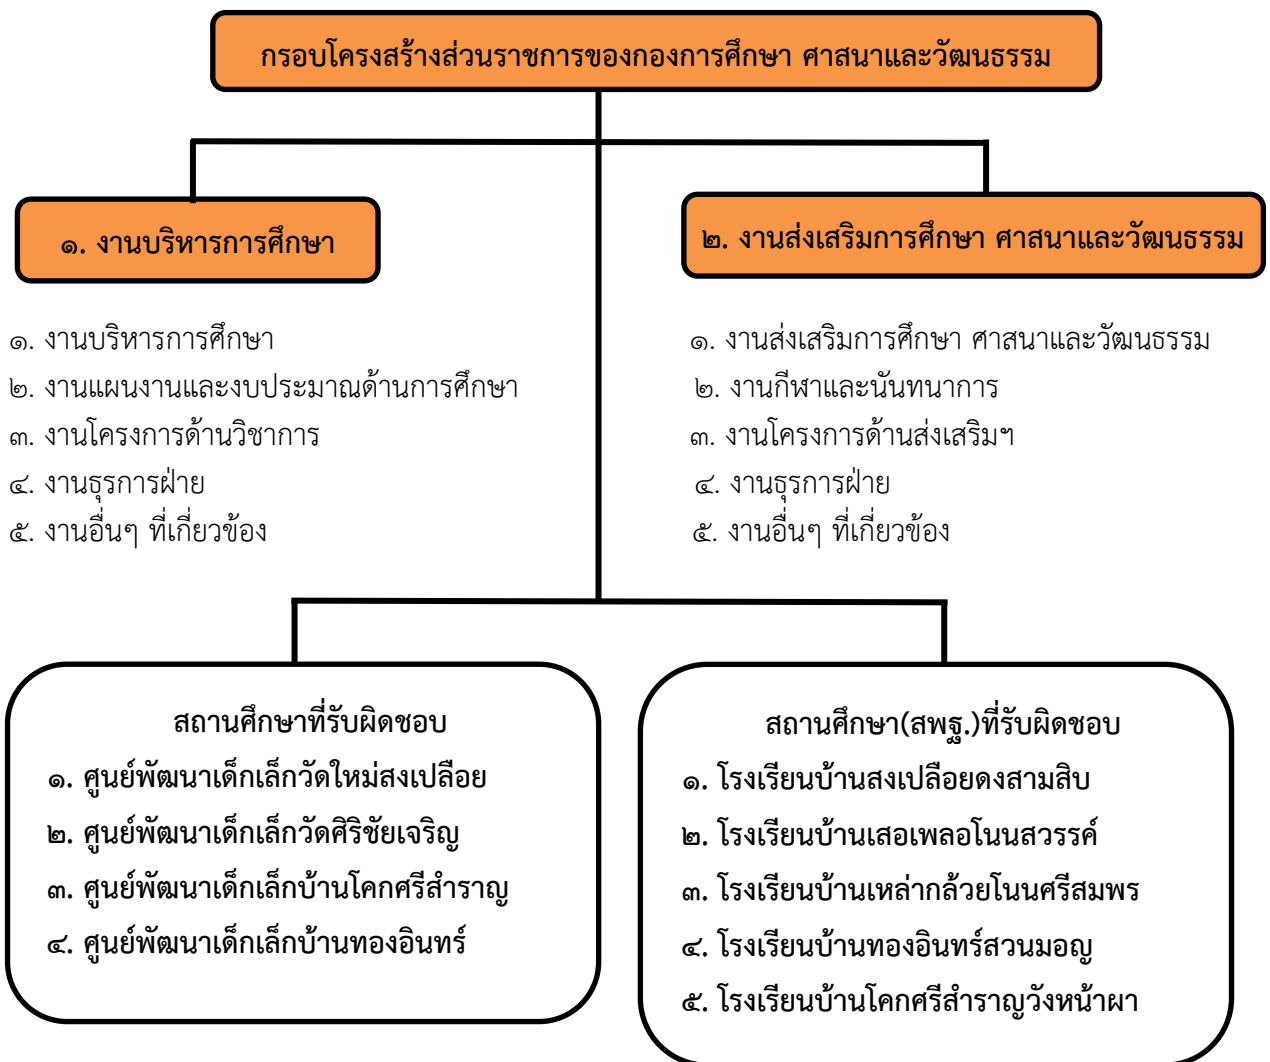 กรอบโครงสร้างส่วนราชการของกองการศึกษา ศาสนาและวัฒนธรรม
๑. งานบริหารการศึกษา
๑. งานบริหารการศึกษา
๒. งานแผนงานและงบประมาณด้านการศึกษา
๓. งานโครงการด้านวิชาการ
๔. งานธุรการฝ่าย
๕. งานอื่นๆ ที่เกี่ยวข้อง
๒. งานส่งเสริมการศึกษา ศาสนาและวัฒนธรรม
๑. งานส่งเสริมการศึกษา ศาสนาและวัฒนธรรม
๒. งานกีฬาและนันทนาการ
๓. งานโครงการด้านส่งเสริมฯ
๔. งานธุรการฝ่าย
๕. งานอื่นๆ ที่เกี่ยวข้อง
สถานศึกษาที่รับผิดชอบ
๑. ศูนย์พัฒนาเด็กเล็กวัดใหม่สงเปลือย
๒. ศูนย์พัฒนาเด็กเล็กวัดศิริชัยเจริญ
๓. ศูนย์พัฒนาเด็กเล็กบ้านโคกศรีสำราญ
๔. ศูนย์พัฒนาเด็กเล็กบ้านทองอินทร์
สถานศึกษา(สพฐ.)ที่รับผิดชอบ
๑. โรงเรียนบ้านสงเปลือยดงสามสิบ
๒. โรงเรียนบ้านเสอเพลอโนนสวรรค์
๓. โรงเรียนบ้านเหล่ากล้วยโนนศรีสมพร
๔. โรงเรียนบ้านทองอินทร์สวนมอญ
๕. โรงเรียนบ้านโคกศรีสำราญวังหน้าผา